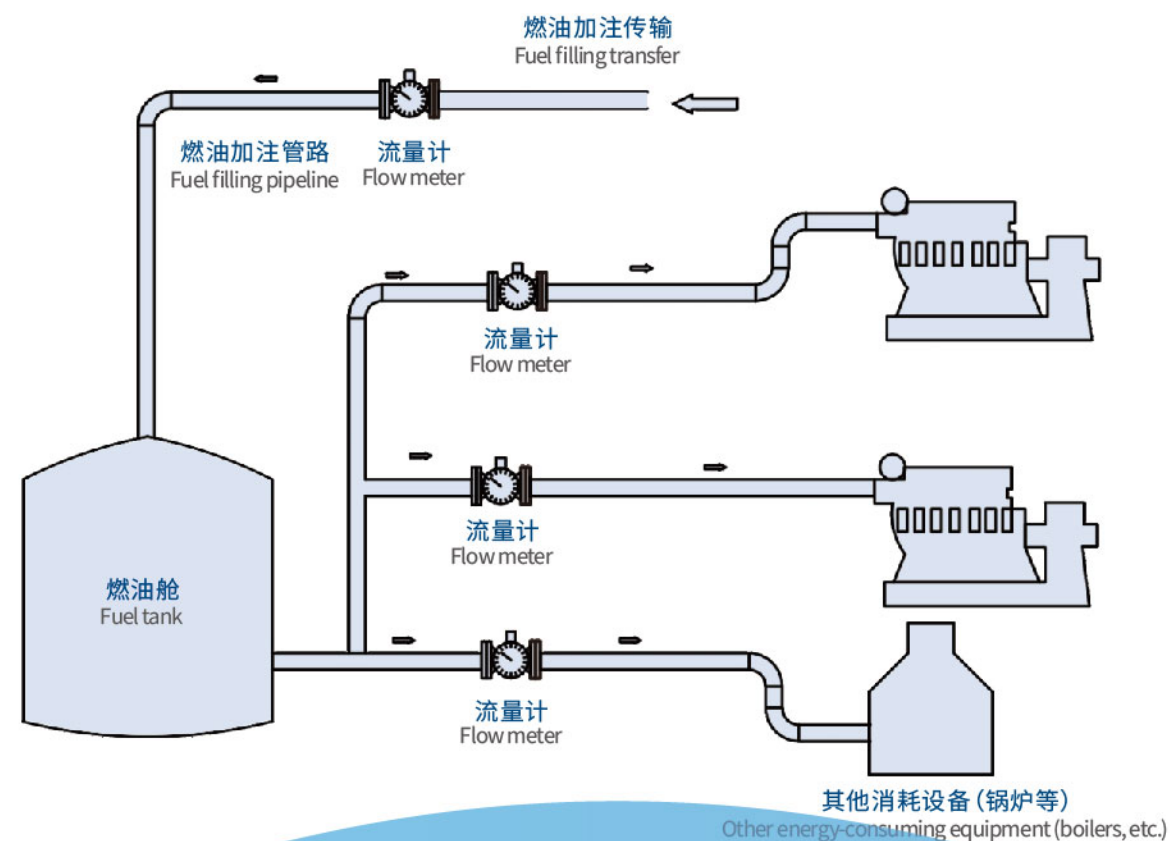 燃油加注传输
Fuel filling transfer
燃油加注管路
Fuel filling pipeline
流量计
Flow meter
流量计
Flow meter
流量计
Flow meter
燃油舱
Fuel tank
流量计
Flow meter
其他消耗设备(锅炉等)
Other energy-consuming equipment (boilers, etc.)